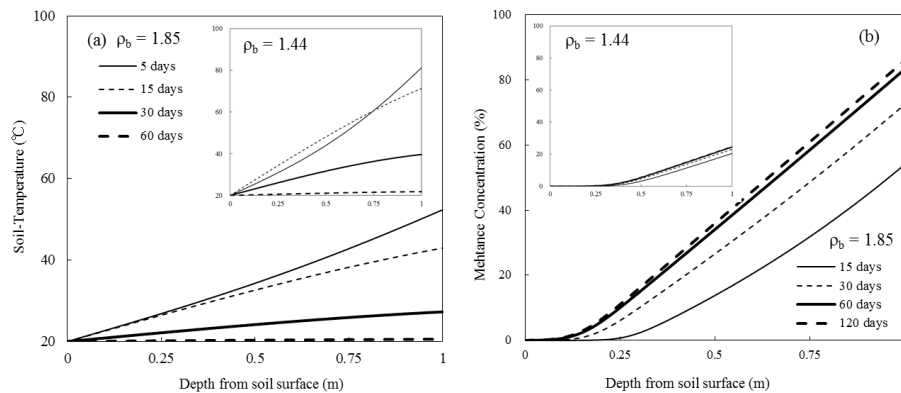 (a) ρb = 1.85
5 days
15 days
30 days
60 days
Soil-Temperature (℃)
100
80
60
40
20
0
0.25
0.5
0.75
1
Depth from soil surface (m)
ρb = 1.44
100
80
60
40
20
0
0.25
0.5
0.75
1
(b)
Mehtance Concentration (%)
100
80
60
40
20
0
0
0.25
0.5
0.75
Depth from soil surface (m)
ρb = 1.44
100
80
60
40
20
0
0
0.25
0.5
0.75
1
ρb = 1.85
15 days
30 days
60 days
120 days